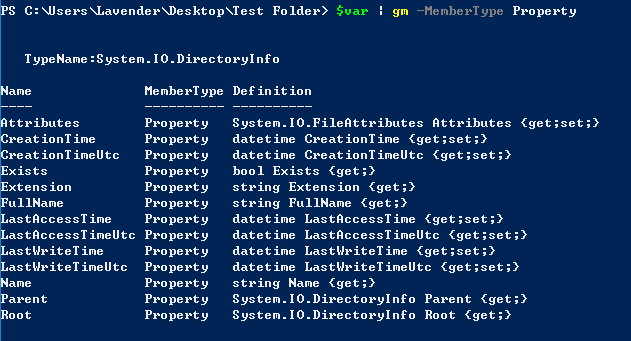 PS C:\Users\Lavender\Desktop\Test Folder> $var | gm -MemberType Property
TypeName:System.IO.DirectoryInfo
Name MemberType Definition
---- ---------- ----------
Attributes Property System.IO.FileAttributes Attributes {get;set;}
CreationTime Property datetime CreationTime {get;set;}
CreationTimeUtc Property datetime CreationTimeUtc {get;set;}
Exists Property bool Exists {get;}
Extension Property string Extension {get;}
FullName Property string FullName {get;}
LastAccessTime Property datetime LastAccessTime {get;set;}
LastAccessTimeUtc Property datetime LastAccessTimeUtc {get;set;}
LastWriteTime Property datetime LastWriteTime {get;set;}
LastWriteTimeUtc Property datetime LastWriteTimeUtc {get;set;}
Name Property string Name {get;}
Parent Property System.IO.DirectoryInfo Parent {get;}
Root Property System.IO.DirectoryInfo Root {get;}